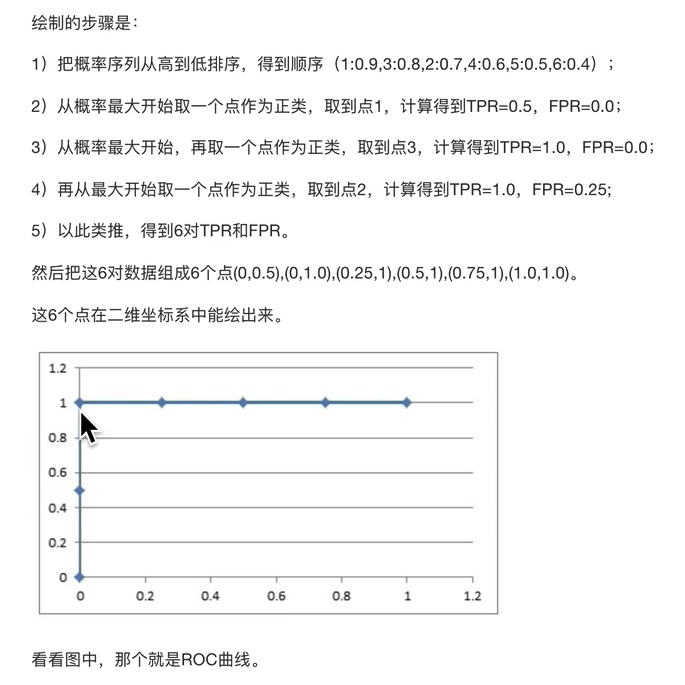 绘制的步骤是：
1）把概率序列从高到低排序，得到顺序（1:0.9,3:0.8,2:0.7,4:0.6,5:0.5,6:0.4）；
2）从概率最大开始取一个点作为正类，取到点1，计算得到TPR=0.5，FPR=0.0；
3）从概率最大开始，再取一个点作为正类，取到点3，计算得到TPR=1.0，FPR=0.0；
4）再从最大开始取一个点作为正类，取到点2，计算得到TPR=1.0，FPR=0.25;
5）以此类推，得到6对TPR和FPR。
然后把这6对数据组成6个点(0,0.5),(0,1.0),(0.25,1),(0.5,1),(0.75,1),(1.0,1.0)。
这6个点在二维坐标系中能绘出来。
1.2
1
0.8
0.6
0.4
0.2
0
0 0.2 0.4 0.6 0.8 1 1.2
看看图中，那个就是ROC曲线。